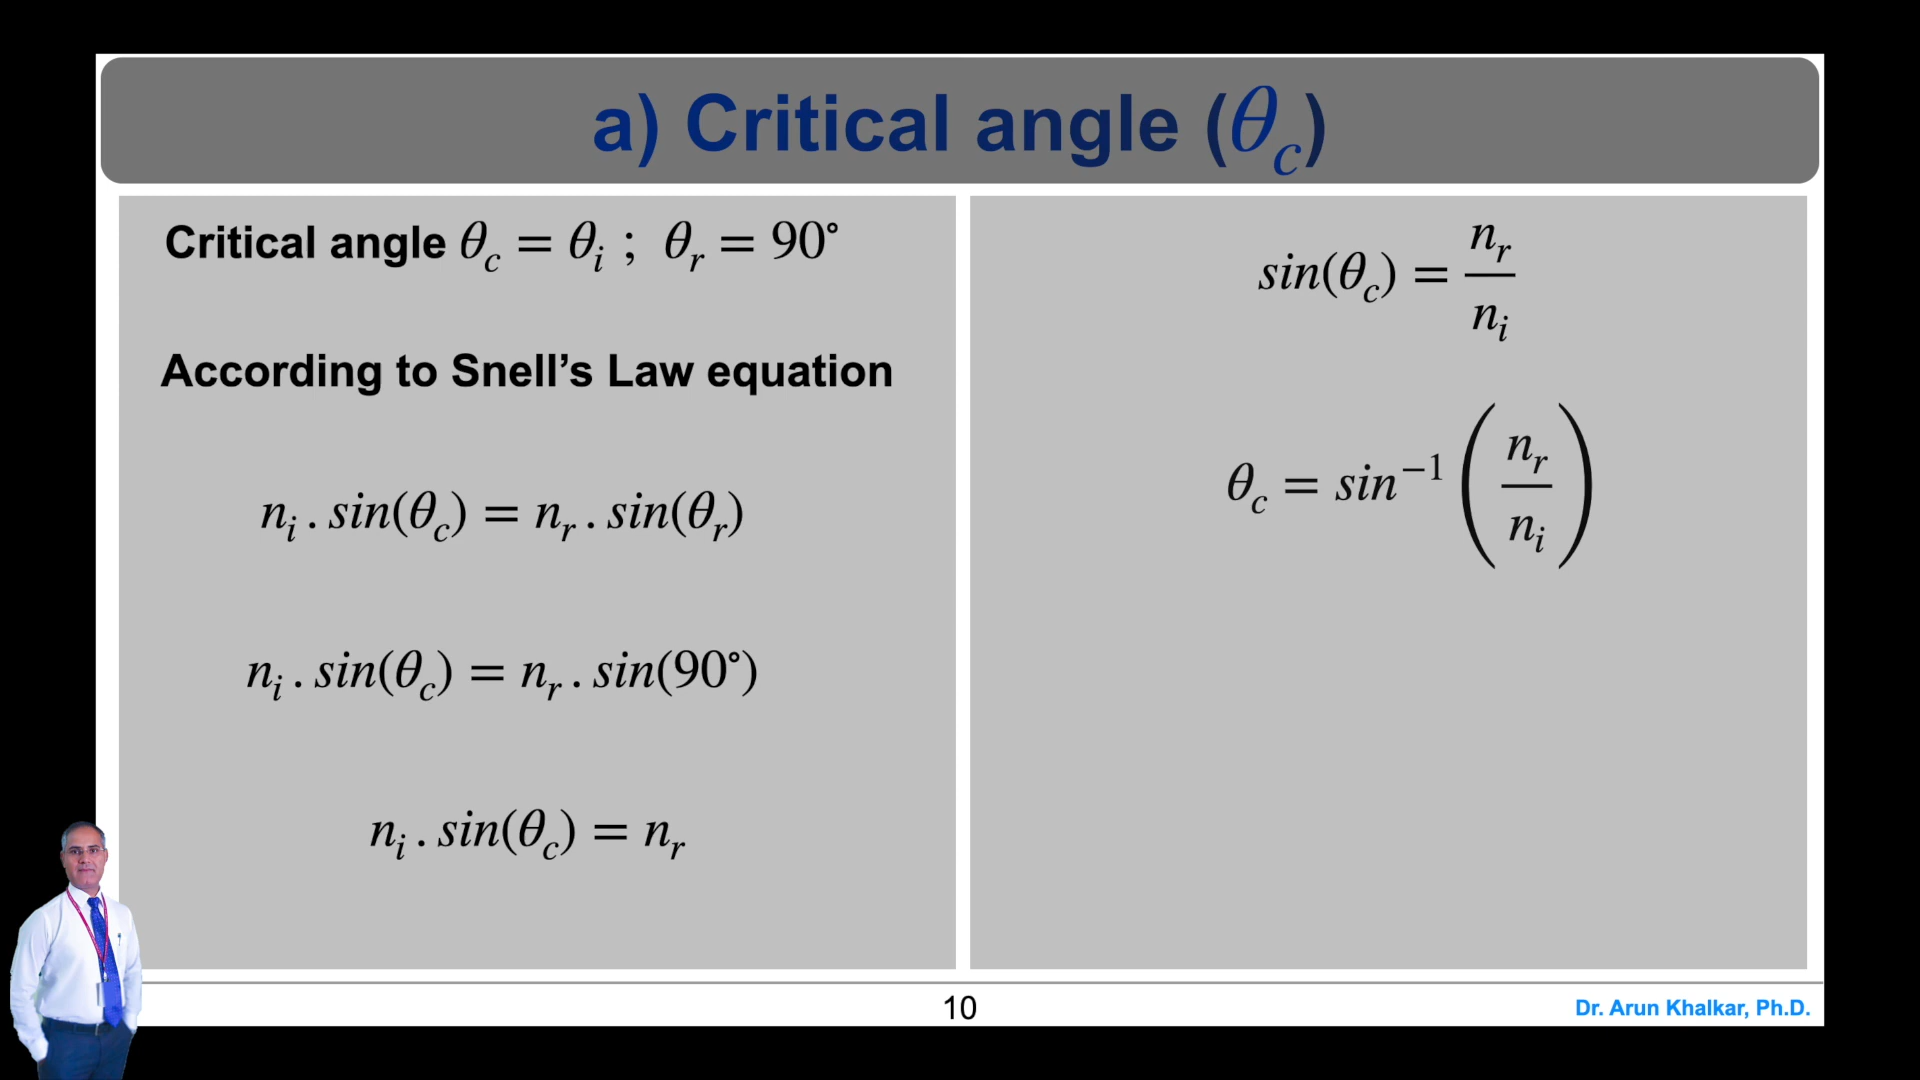 a) Critical angle (θc)
Critical angle θc = θi ; θr = 90°
According to Snell’s Law equation
ni . sin(θc) = nr . sin(θr)
ni . sin(θc) = nr . sin(90°)
ni . sin(θc) = nr
sin(θc) = nr/ni
θc = sin⁻¹(nr/ni)
10
Dr. Arun Khalkar, Ph.D.